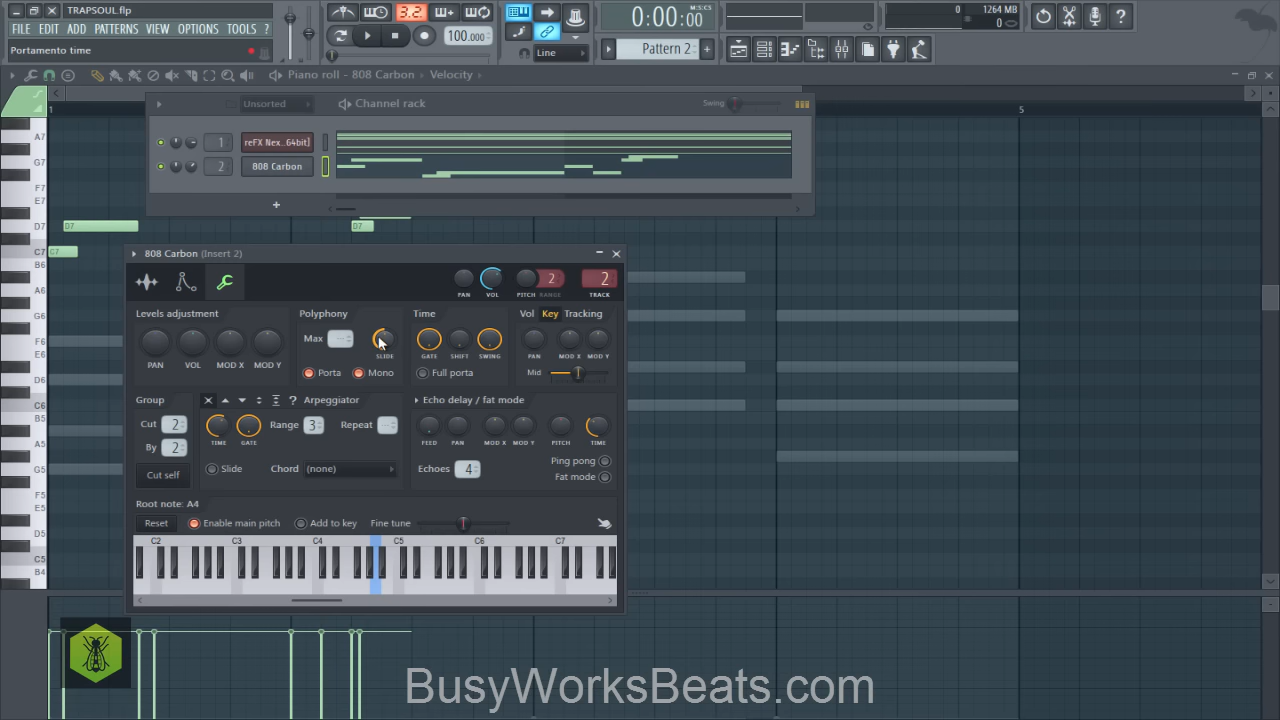 TRAPSOUL.flp
FILE EDIT ADD PATTERNS VIEW OPTIONS TOOLS ?
Portamento time
3.2
100.000
Line
0:00:00
M:S:CS
Pattern 2
0
1264 MB
0
Piano roll - 808 Carbon
Velocity
1
5
Unsorted
Channel rack
Swing
1
reFX Nex..64bit]
2
808 Carbon
A7
G7
F7
E7
D7
C7
B6
A6
G6
F6
E6
D6
C6
B5
A5
G5
F5
E5
D5
C5
B4
D7
D7
C7
808 Carbon (Insert 2)
PAN
VOL
PITCH
RANGE
2
2
TRACK
Levels adjustment
PAN
VOL
MOD X
MOD Y
Polyphony
Max
SLIDE
Porta
Mono
Time
GATE
SHIFT
SWING
Full porta
Vol Key Tracking
PAN
MOD X
MOD Y
Mid
Group
Cut 2
By 2
Cut self
Arpeggiator
TIME
GATE
Range 3
Repeat
Slide
Chord (none)
Echo delay / fat mode
FEED
PAN
MOD X
MOD Y
PITCH
TIME
Echoes 4
Ping pong
Fat mode
Root note: A4
Reset
Enable main pitch
Add to key
Fine tune
C2 C3 C4 C5 C6 C7
BusyWorksBeats.com